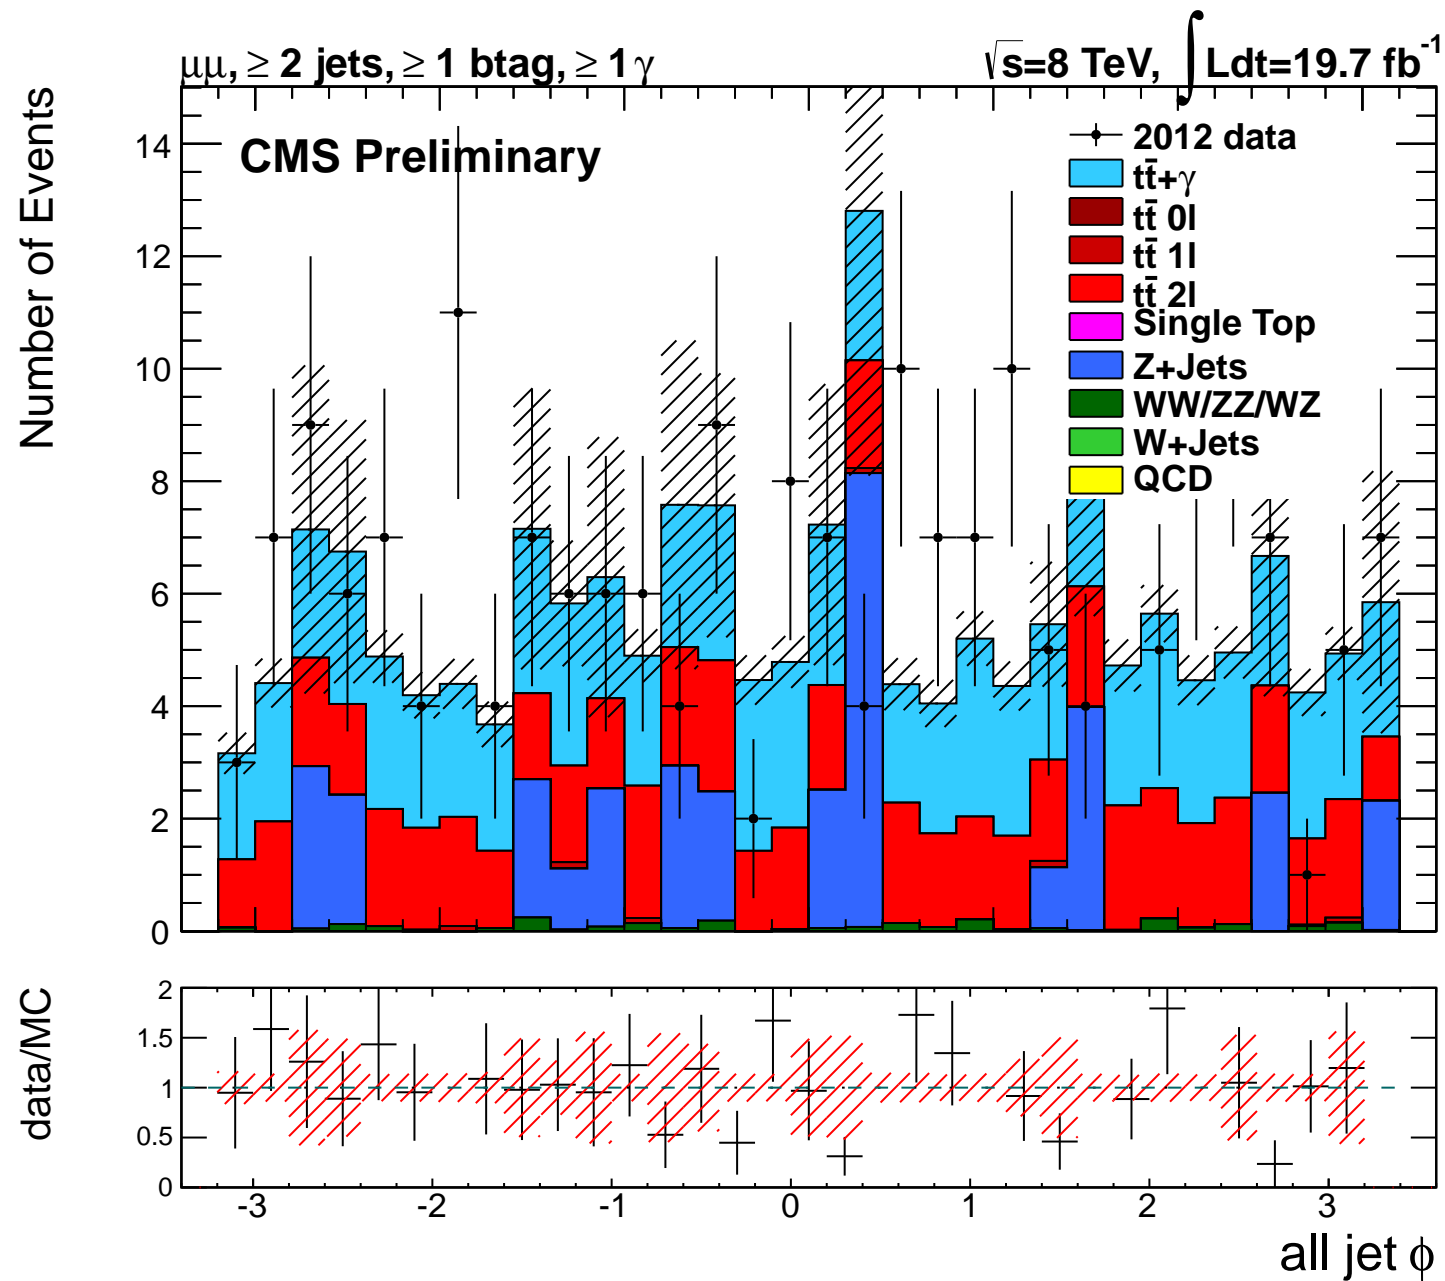 μμ, ≥ 2 jets, ≥ 1 btag, ≥ 1 γ
√s=8 TeV, ∫Ldt=19.7 fb⁻¹
CMS Preliminary
Number of Events
14
12
10
8
6
4
2
0
2012 data
tt̄+γ
tt̄ 0l
tt̄ 1l
tt̄ 2l
Single Top
Z+Jets
WW/ZZ/WZ
W+Jets
QCD
data/MC
2
1.5
1
0.5
0
-3 -2 -1 0 1 2 3
all jet ϕ